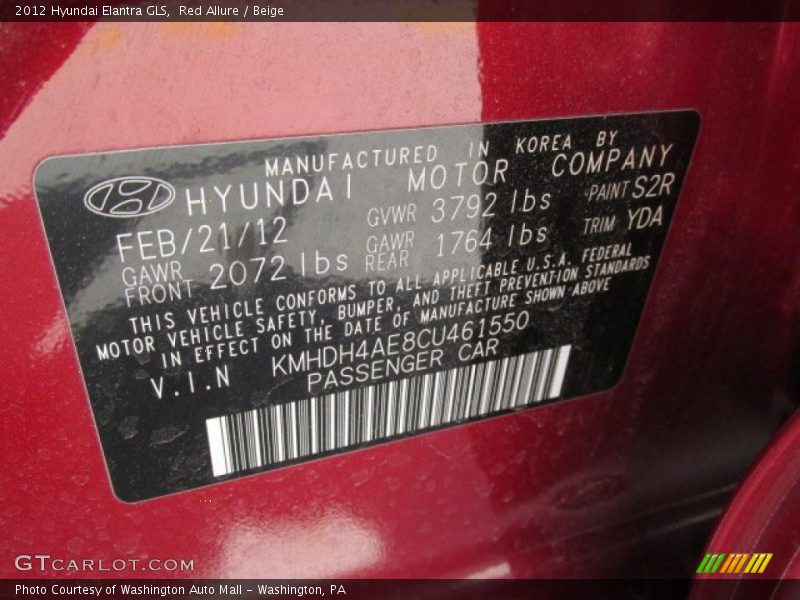 2012 Hyundai Elantra GLS, Red Allure / Beige
MANUFACTURED IN KOREA BY
HYUNDAI MOTOR COMPANY
FEB/21/12 GVWR 3792 lbs PAINT S2R
GAWR FRONT 2072 lbs GAWR REAR 1764 lbs TRIM YDA
THIS VEHICLE CONFORMS TO ALL APPLICABLE U.S.A. FEDERAL
MOTOR VEHICLE SAFETY, BUMPER, AND THEFT PREVENTION STANDARDS
IN EFFECT ON THE DATE OF MANUFACTURE SHOWN ABOVE
V.I.N KMHDH4AE8CU461550
PASSENGER CAR
GTCARLOT.COM
Photo Courtesy of Washington Auto Mall - Washington, PA